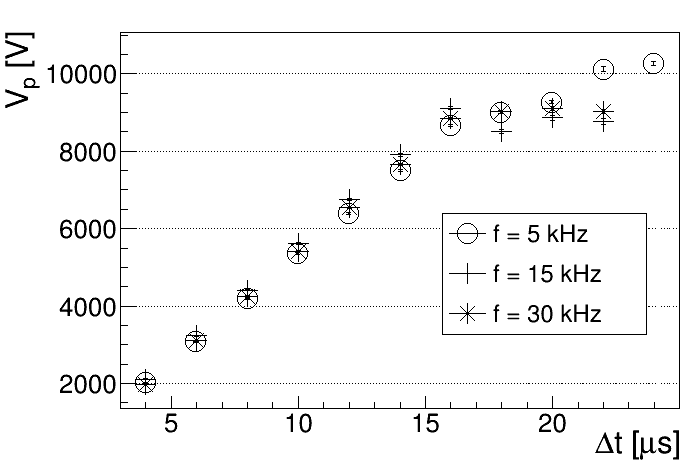 V_p [V]
10000
8000
6000
4000
2000
f = 5 kHz
f = 15 kHz
f = 30 kHz
5 10 15 20
Δt [μs]